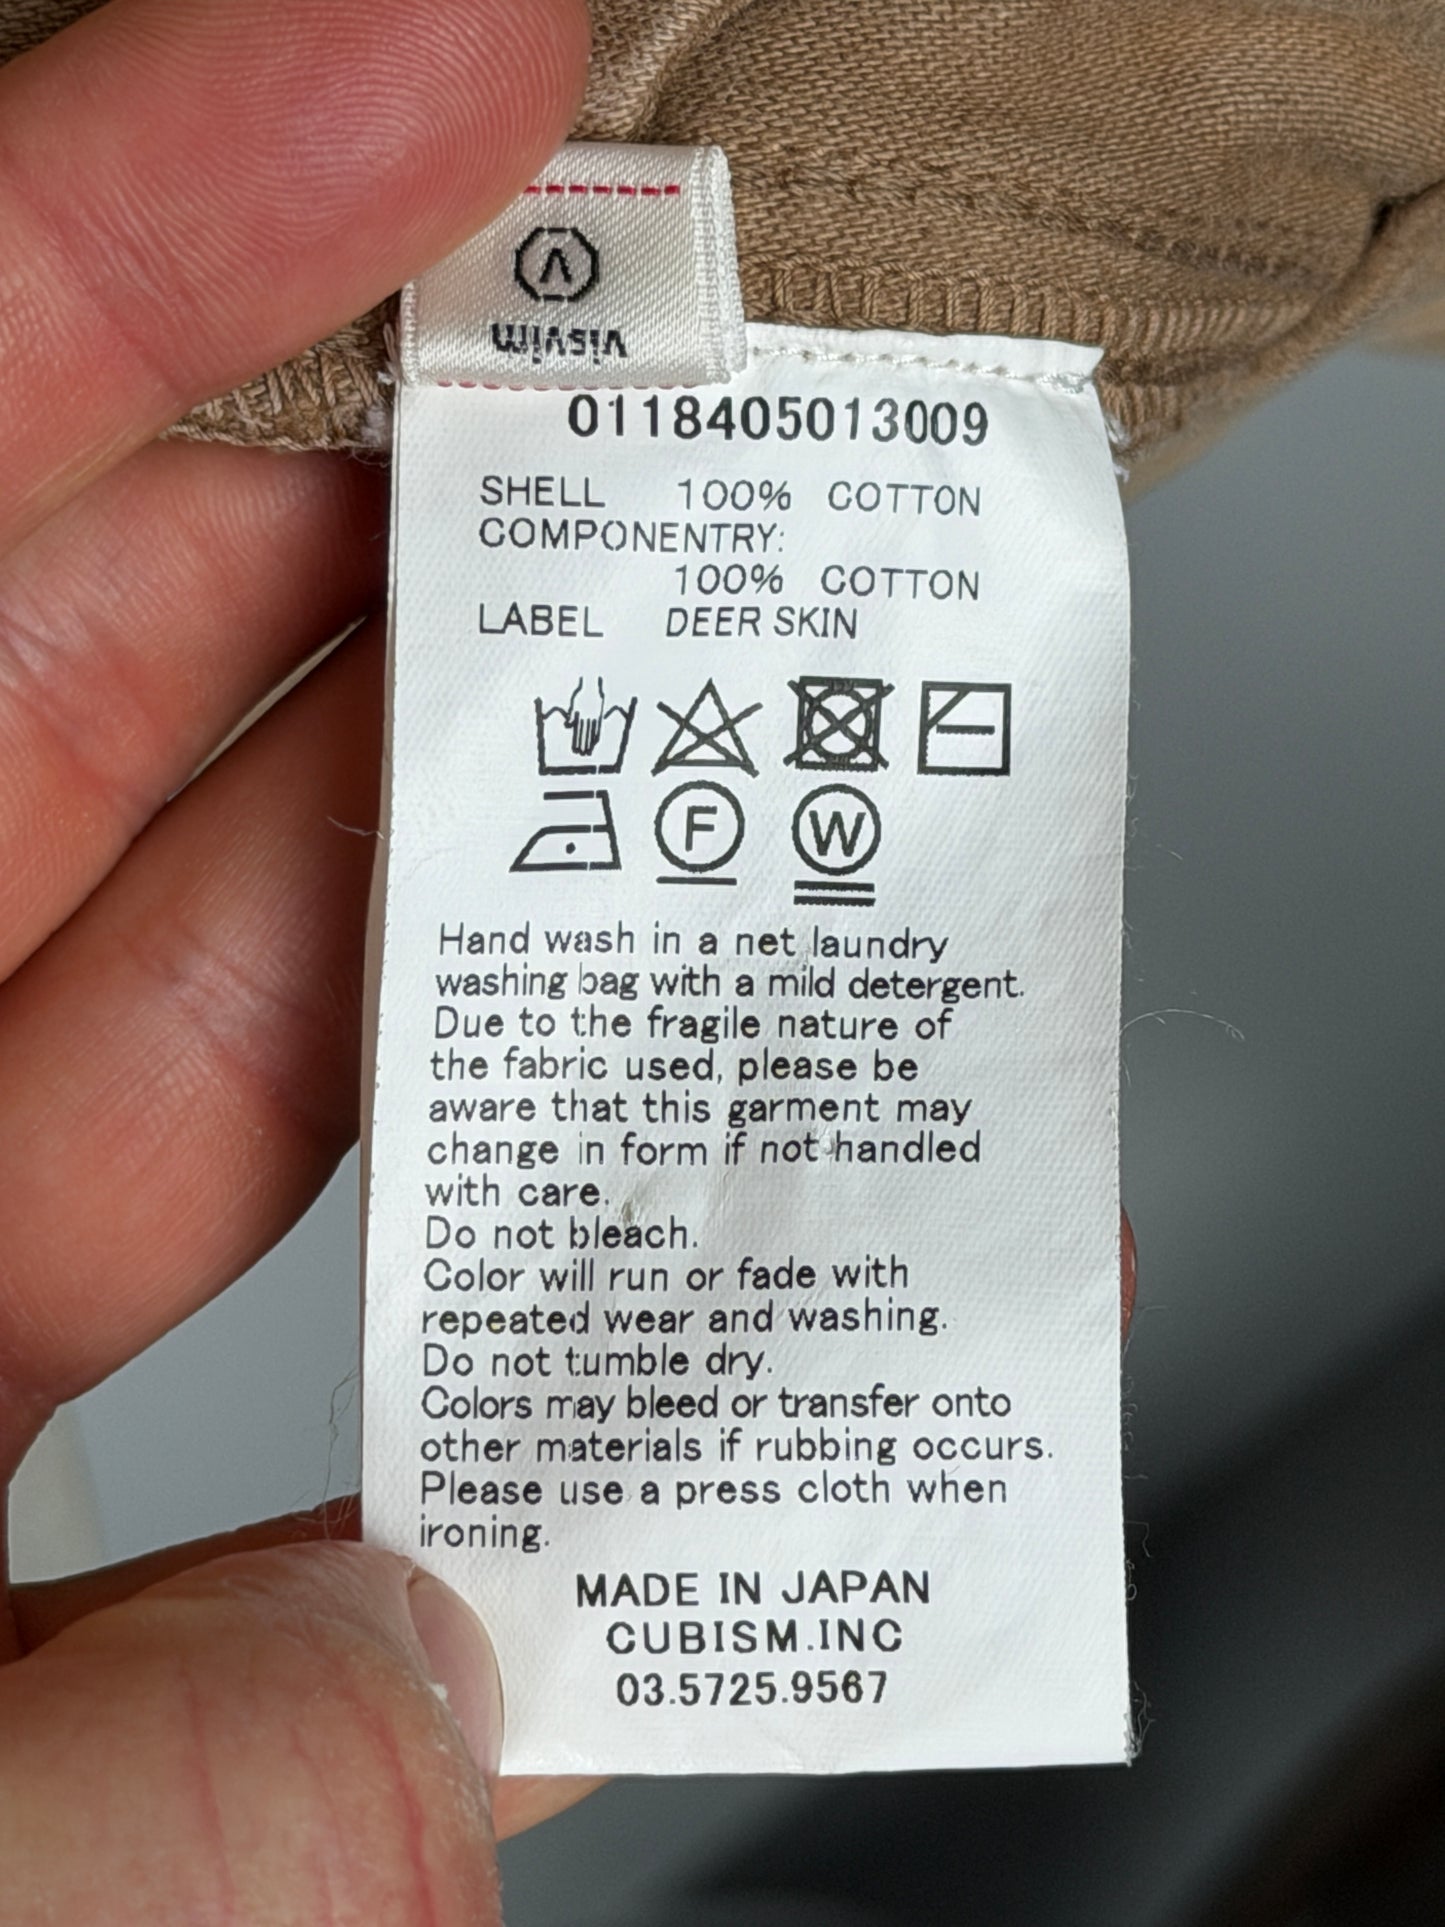 visvim
0118405013009
SHELL 100% COTTON
COMPONENTRY:
100% COTTON
LABEL DEER SKIN
F W
Hand wash in a net laundry
washing bag with a mild detergent.
Due to the fragile nature of
the fabric used, please be
aware that this garment may
change in form if not handled
with care.
Do not bleach.
Color will run or fade with
repeated wear and washing.
Do not tumble dry.
Colors may bleed or transfer onto
other materials if rubbing occurs.
Please use a press cloth when
ironing.
MADE IN JAPAN
CUBISM.INC
03.5725.9567